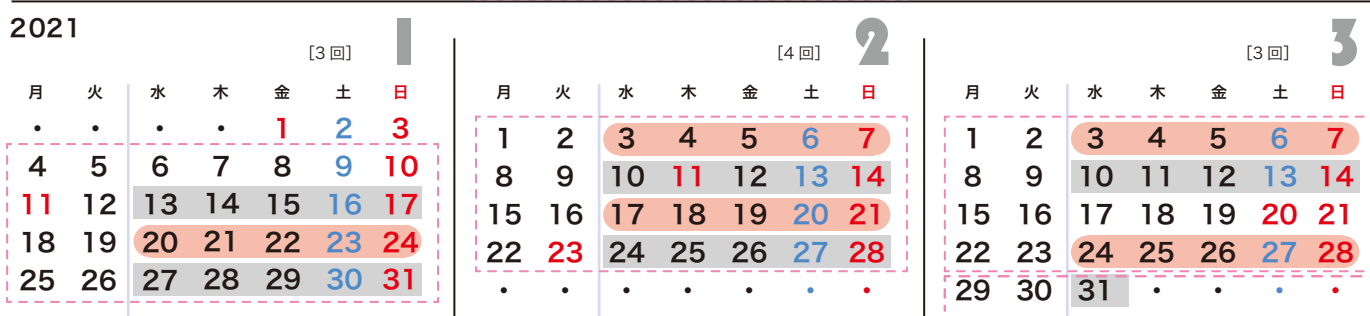 2021
[3回] 1
月 火 水 木 金 土 日
・ ・ ・ ・ 1 2 3
4 5 6 7 8 9 10
11 12 13 14 15 16 17
18 19 20 21 22 23 24
25 26 27 28 29 30 31
[4回] 2
月 火 水 木 金 土 日
1 2 3 4 5 6 7
8 9 10 11 12 13 14
15 16 17 18 19 20 21
22 23 24 25 26 27 28
・ ・ ・ ・ ・ ・ ・
[3回] 3
月 火 水 木 金 土 日
1 2 3 4 5 6 7
8 9 10 11 12 13 14
15 16 17 18 19 20 21
22 23 24 25 26 27 28
29 30 31 ・ ・ ・ ・